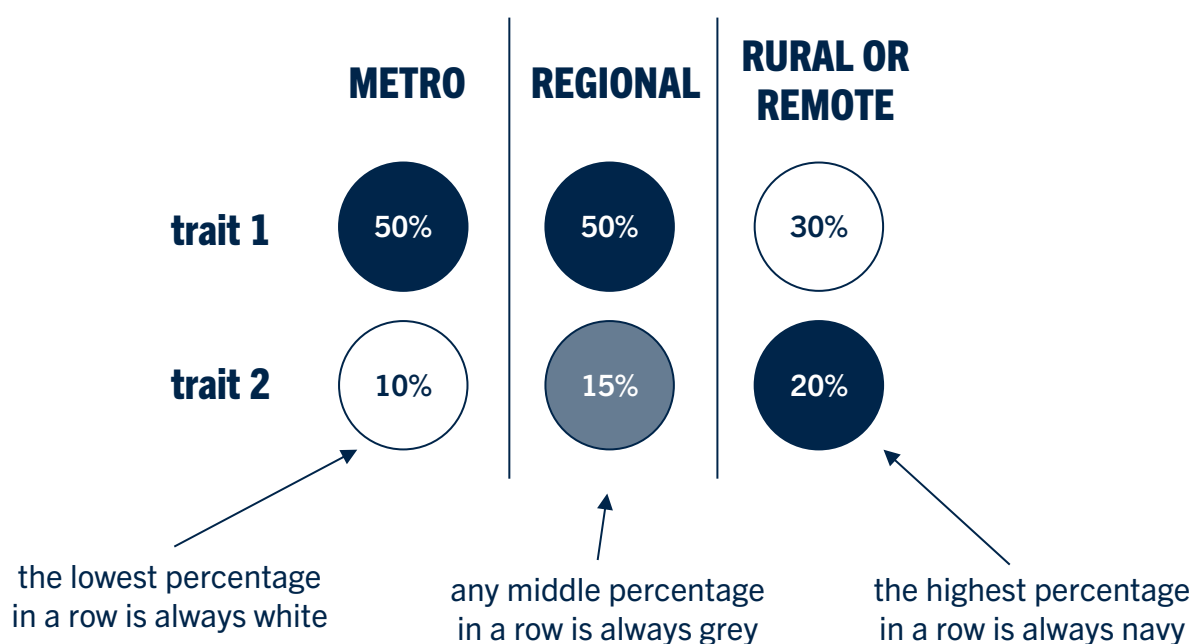 METRO
REGIONAL
RURAL OR
REMOTE
trait 1
50%
50%
30%
trait 2
10%
15%
20%
the lowest percentage
in a row is always white
any middle percentage
in a row is always grey
the highest percentage
in a row is always navy